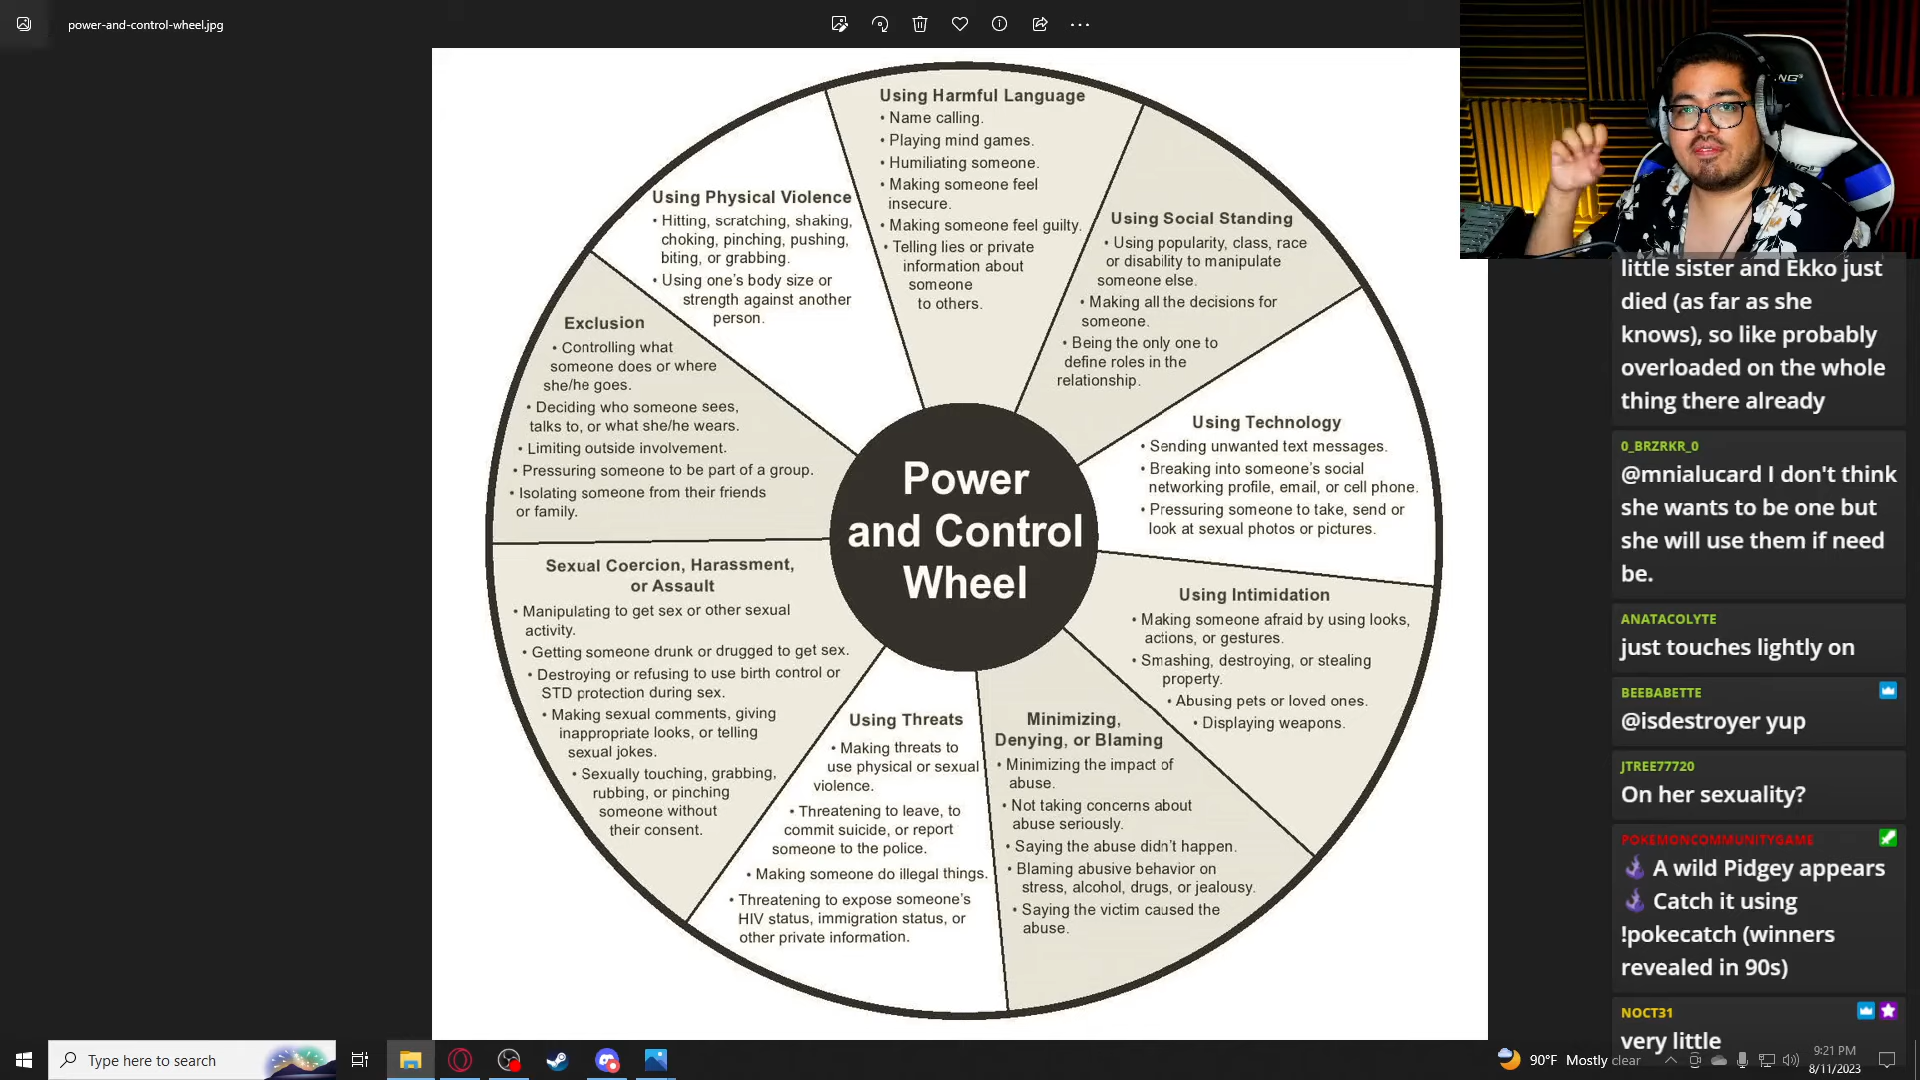 power-and-control-wheel.jpg
Using Harmful Language
• Name calling.
• Playing mind games.
• Humiliating someone.
• Making someone feel
insecure.
• Making someone feel guilty.
• Telling lies or private
information about
someone
to others.
Using Social Standing
• Using popularity, class, race
or disability to manipulate
someone else.
• Making all the decisions for
someone.
• Being the only one to
define roles in the
relationship.
Using Technology
• Sending unwanted text messages.
• Breaking into someone's social
networking profile, email, or cell phone.
• Pressuring someone to take, send or
look at sexual photos or pictures.
Using Intimidation
• Making someone afraid by using looks,
actions, or gestures.
• Smashing, destroying, or stealing
property.
• Abusing pets or loved ones.
• Displaying weapons.
Minimizing,
Denying, or Blaming
• Minimizing the impact of
abuse.
• Not taking concerns about
abuse seriously.
• Saying the abuse didn't happen.
• Blaming abusive behavior on
stress, alcohol, drugs, or jealousy.
• Saying the victim caused the
abuse.
Using Threats
• Making threats to
use physical or sexual
violence.
• Threatening to leave, to
commit suicide, or report
someone to the police.
• Making someone do illegal things.
• Threatening to expose someone's
HIV status, immigration status, or
other private information.
Sexual Coercion, Harassment,
or Assault
• Manipulating to get sex or other sexual
activity.
• Getting someone drunk or drugged to get sex.
• Destroying or refusing to use birth control or
STD protection during sex.
• Making sexual comments, giving
inappropriate looks, or telling
sexual jokes.
• Sexually touching, grabbing,
rubbing, or pinching
someone without
their consent.
Exclusion
• Controlling what
someone does or where
she/he goes.
• Deciding who someone sees,
talks to, or what she/he wears.
• Limiting outside involvement.
• Pressuring someone to be part of a group.
• Isolating someone from their friends
or family.
Using Physical Violence
• Hitting, scratching, shaking,
choking, pinching, pushing,
biting, or grabbing.
• Using one's body size or
strength against another
person.
Power
and Control
Wheel
little sister and Ekko just
died (as far as she
knows), so like probably
overloaded on the whole
thing there already
0_BRZRKR_0
@mnialucard I don't think
she wants to be one but
she will use them if need
be.
ANATACOLYTE
just touches lightly on
BEEBABETTE
@isdestroyer yup
JTREE77720
On her sexuality?
POKEMONCOMMUNITYGAME
A wild Pidgey appears
Catch it using
!pokecatch (winners
revealed in 90s)
NOCT31
very little
Type here to search
90°F Mostly clear
9:21 PM
8/11/2023